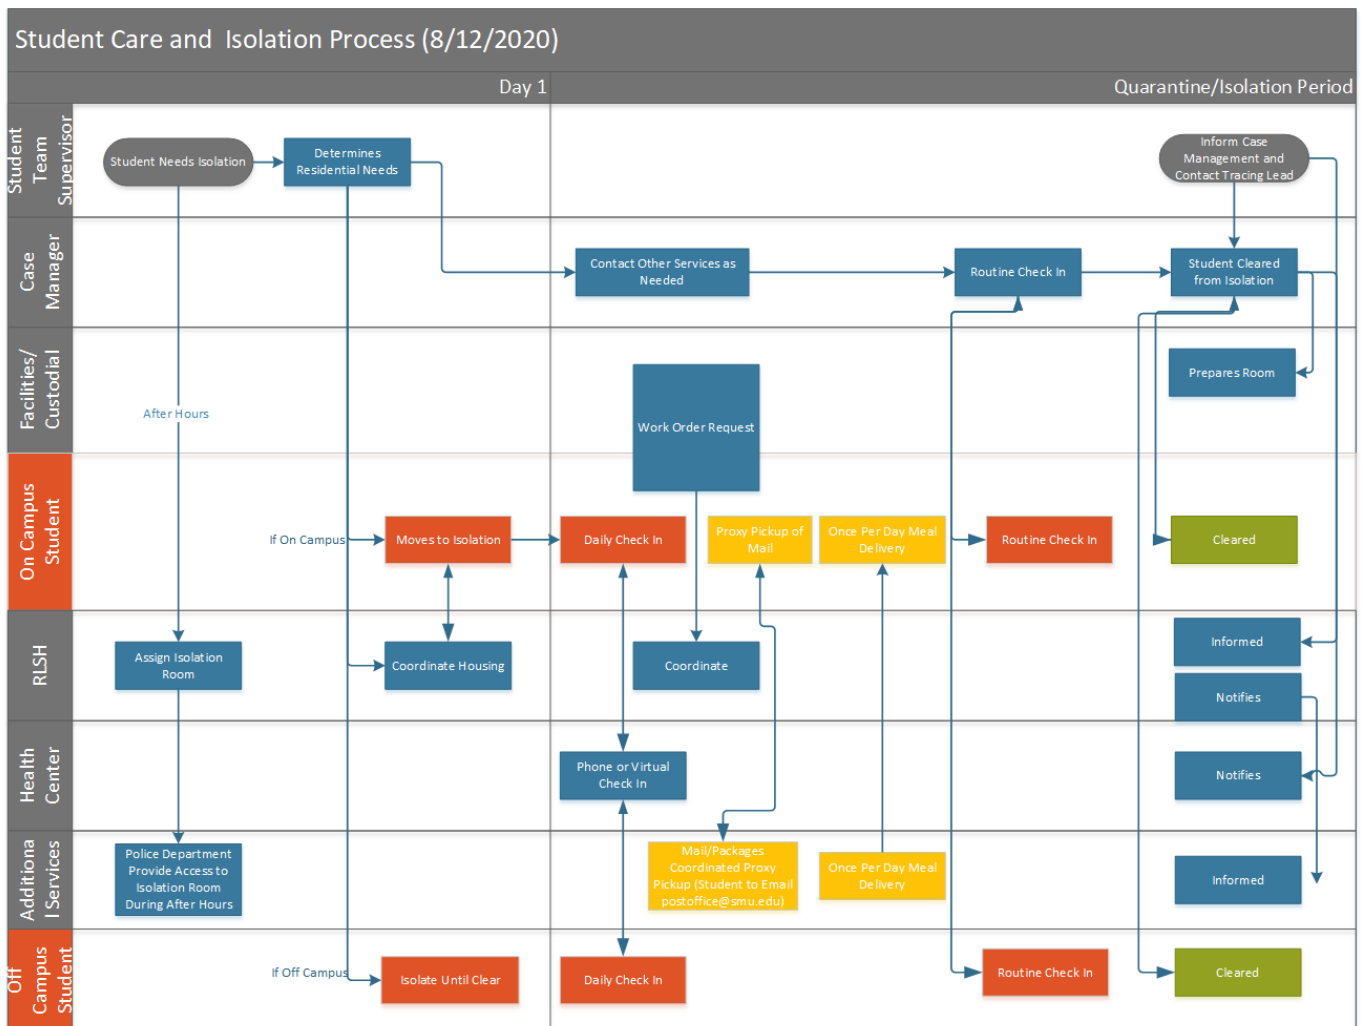 Student Care and  Isolation Process (8/12/2020)
Day 1
Quarantine/Isolation Period
Student
Team
Supervisor
Student Needs Isolation
Determines
Residential Needs
Inform Case
Management and
Contact Tracing Lead
Case
Manager
Contact Other Services as
Needed
Routine Check In
Student Cleared
from Isolation
Facilities/
Custodial
After Hours
Work Order Request
Prepares Room
On Campus
Student
If On Campus
Moves to Isolation
Daily Check In
Proxy Pickup of
Mail
Once Per Day Meal
Delivery
Routine Check In
Cleared
RLSH
Assign Isolation
Room
Coordinate Housing
Coordinate
Informed
Notifies
Health
Center
Phone or Virtual
Check In
Notifies
Additiona
l Services
Police Department
Provide Access to
Isolation Room
During After Hours
Mail/Packages
Coordinated Proxy
Pickup (Student to Email
postoffice@smu.edu)
Once Per Day Meal
Delivery
Informed
Off
Campus
Student
If Off Campus
Isolate Until Clear
Daily Check In
Routine Check In
Cleared